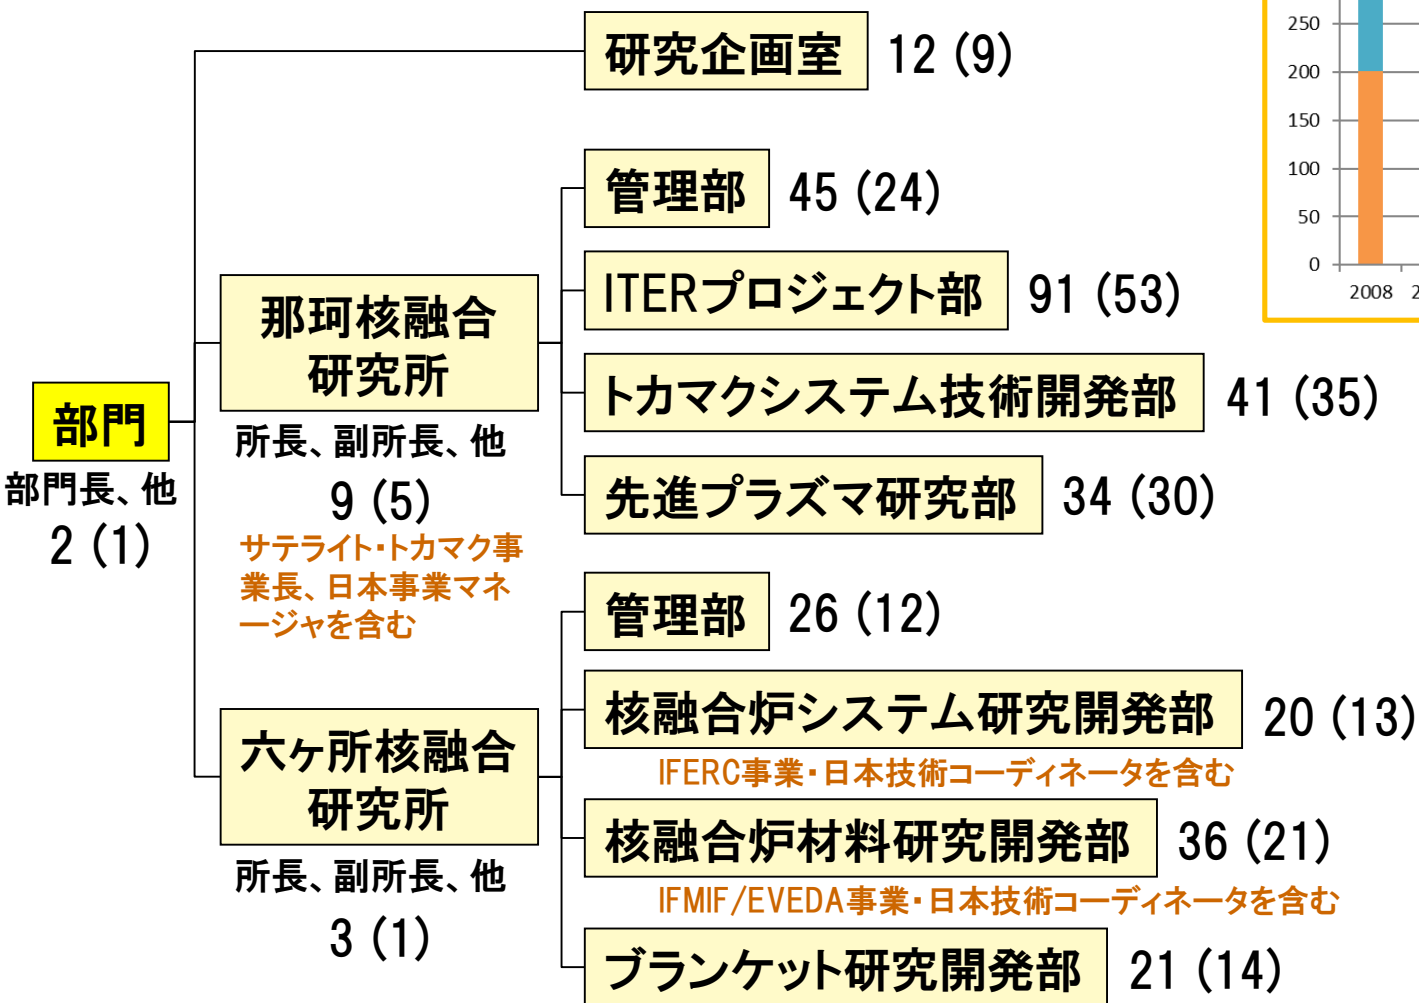 研究企画室 12 (9)
管理部 45 (24)
ITERプロジェクト部 91 (53)
那珂核融合
研究所
トカマクシステム技術開発部 41 (35)
部門
所長、副所長、他
部門長、他
9 (5)
先進プラズマ研究部 34 (30)
2 (1)
サテライト・トカマク事
業長、日本事業マネ
ージャを含む
管理部 26 (12)
核融合炉システム研究開発部 20 (13)
IFERC事業・日本技術コーディネータを含む
六ヶ所核融合
研究所
核融合炉材料研究開発部 36 (21)
所長、副所長、他
IFMIF/EVEDA事業・日本技術コーディネータを含む
3 (1)
ブランケット研究開発部 21 (14)
250
200
150
100
50
0
2008 2